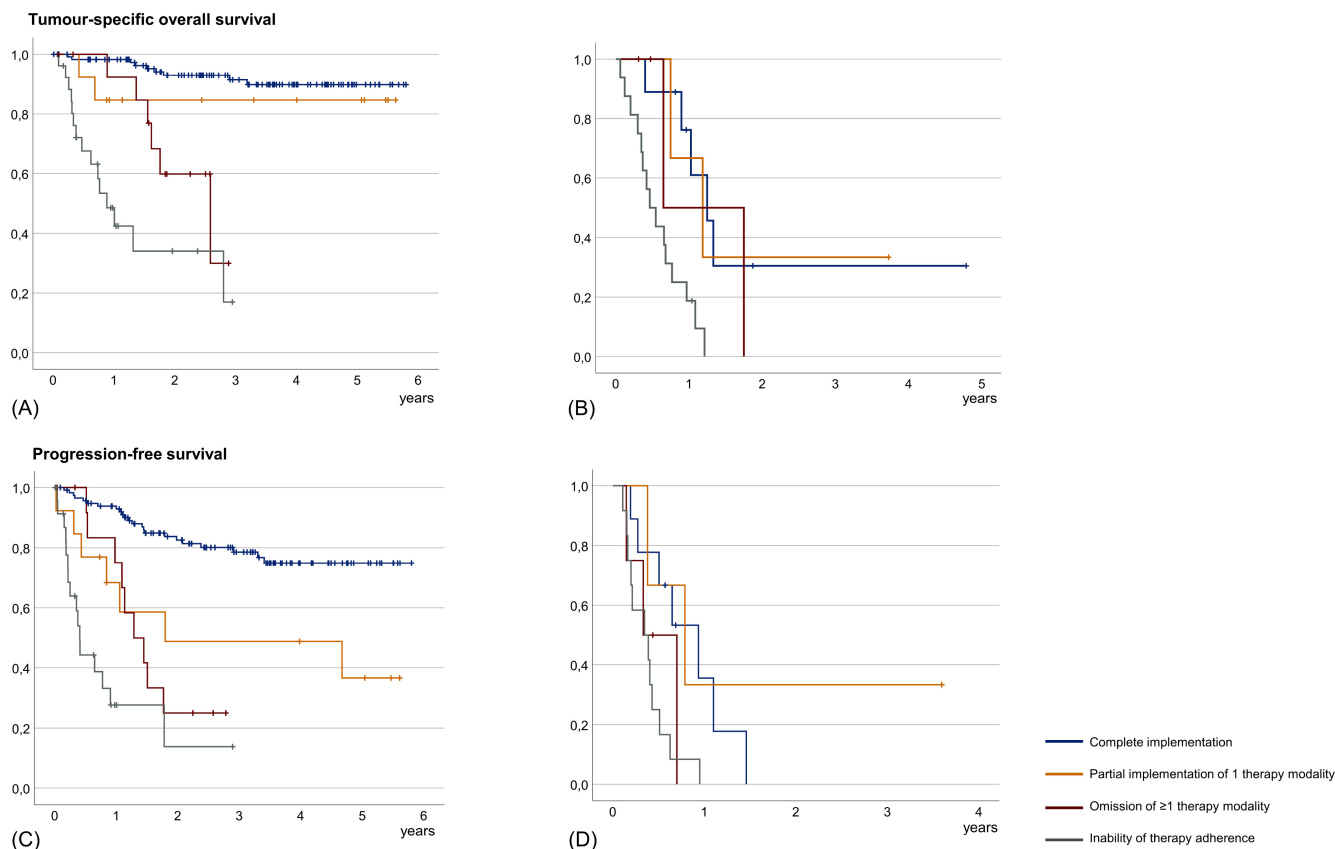 Tumour-specific overall survival
1,0
0,8
0,6
0,4
0,2
0,0
0 1 2 3 4 5 6
years
(A)
1,0
0,8
0,6
0,4
0,2
0,0
0 1 2 3 4 5
years
(B)
Progression-free survival
1,0
0,8
0,6
0,4
0,2
0,0
0 1 2 3 4 5 6
years
(C)
1,0
0,8
0,6
0,4
0,2
0,0
0 1 2 3 4
years
(D)
Complete implementation
Partial implementation of 1 therapy modality
Omission of ≥1 therapy modality
Inability of therapy adherence